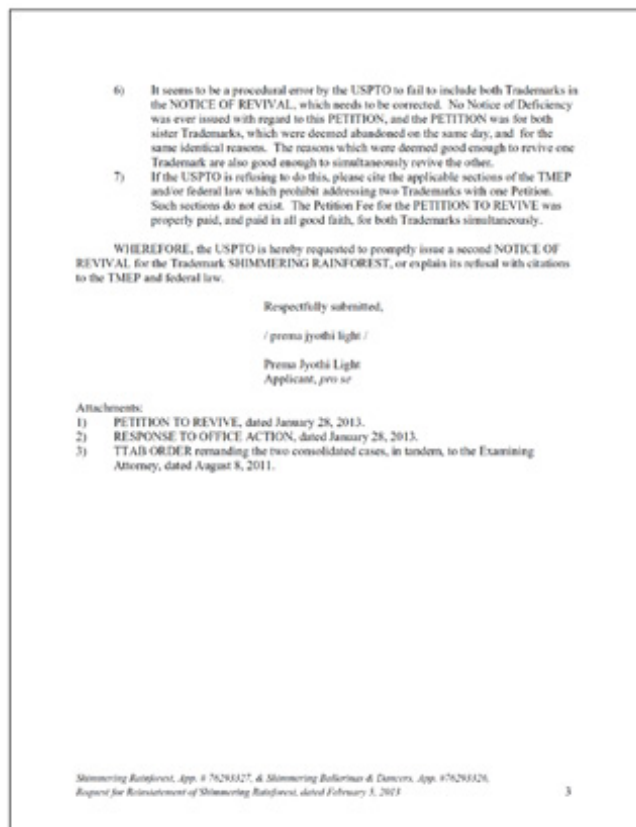 6) It seems to be a procedural error by the USPTO to fail to include both Trademarks in
the NOTICE OF REVIVAL, which needs to be corrected. No Notice of Deficiency
was ever issued with regard to this PETITION, and the PETITION was for both
sister Trademarks, which were deemed abandoned on the same day, and for the
same identical reasons. The reasons which were deemed good enough to revive one
Trademark are also good enough to simultaneously revive the other.
7) If the USPTO is refusing to do this, please cite the applicable sections of the TMEP
and/or federal law which prohibit addressing two Trademarks with one Petition.
Such sections do not exist. The Petition Fee for the PETITION TO REVIVE was
properly paid, and paid in all good faith, for both Trademarks simultaneously.
WHEREFORE, the USPTO is hereby requested to promptly issue a second NOTICE OF
REVIVAL for the Trademark SHIMMERING RAINFOREST, or explain its refusal with citations
to the TMEP and federal law.
Respectfully submitted,
/ prema jyothi light /
Prema Jyothi Light
Applicant, pro se
Attachments:
1) PETITION TO REVIVE, dated January 28, 2013.
2) RESPONSE TO OFFICE ACTION, dated January 28, 2013.
3) TTAB ORDER remanding the two consolidated cases, in tandem, to the Examining
Attorney, dated August 8, 2011.
Shimmering Rainforest, App. # 76293327, & Shimmering Ballerinas & Dancers, App. #76293326,
Request for Reinstatement of Shimmering Rainforest, dated February 5, 2013 3